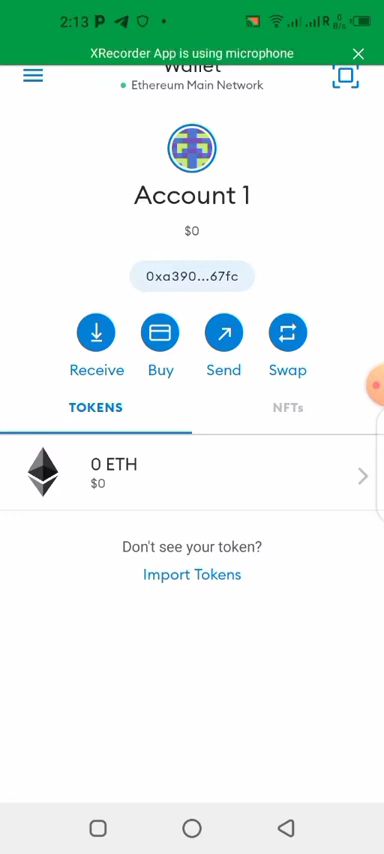 2:13 P
XRecorder App is using microphone
Wallet
Ethereum Main Network
Account 1
$0
0xa390...67fc
Receive Buy Send Swap
TOKENS NFTs
0 ETH
$0
Don't see your token?
Import Tokens